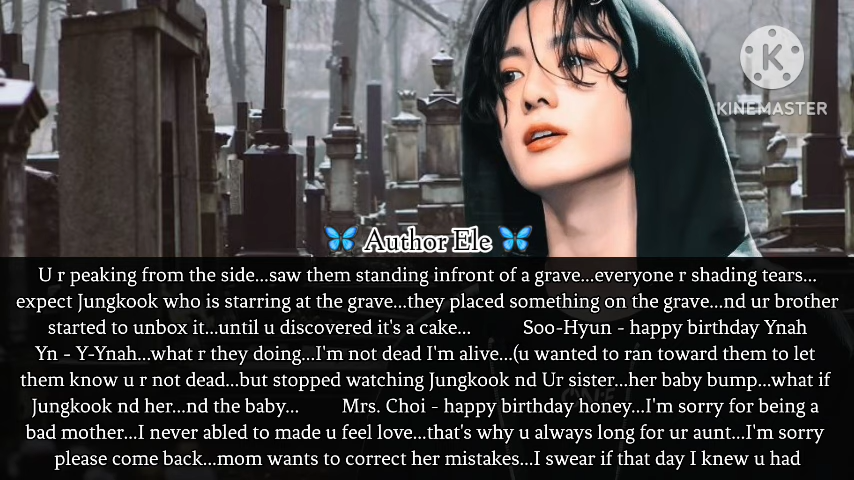 KINEMASTER
🦋 Author Ele 🦋
U r peaking from the side...saw them standing infront of a grave...everyone r shading tears...
expect Jungkook who is starring at the grave...they placed something on the grave...nd ur brother
started to unbox it...until u discovered it's a cake... Soo-Hyun - happy birthday Ynah
Yn - Y-Ynah...what r they doing...I'm not dead I'm alive...(u wanted to ran toward them to let
them know u r not dead...but stopped watching Jungkook nd Ur sister...her baby bump...what if
Jungkook nd her...nd the baby... Mrs. Choi - happy birthday honey...I'm sorry for being a
bad mother...I never abled to made u feel love...that's why u always long for ur aunt...I'm sorry
please come back...mom wants to correct her mistakes...I swear if that day I knew u had